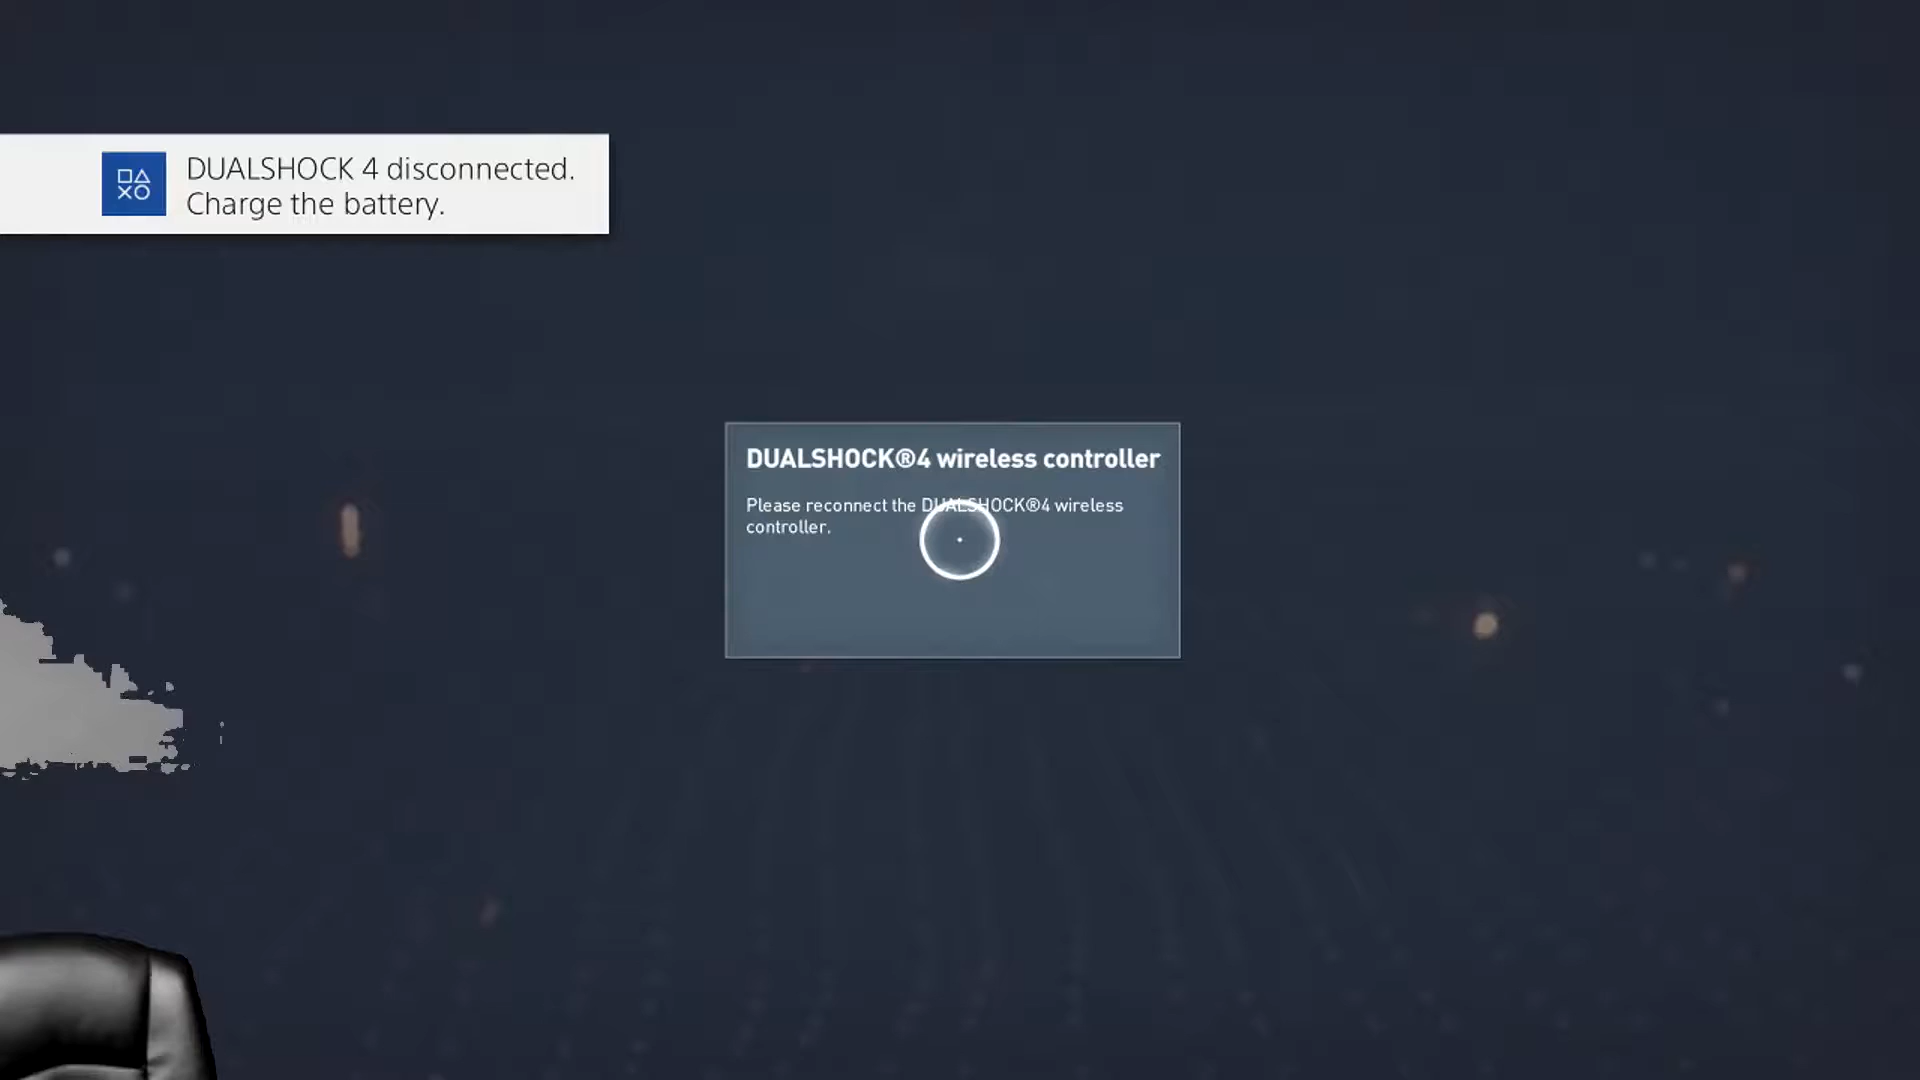 DUALSHOCK 4 disconnected.
Charge the battery.
DUALSHOCK®4 wireless controller
Please reconnect the DUALSHOCK®4 wireless
controller.